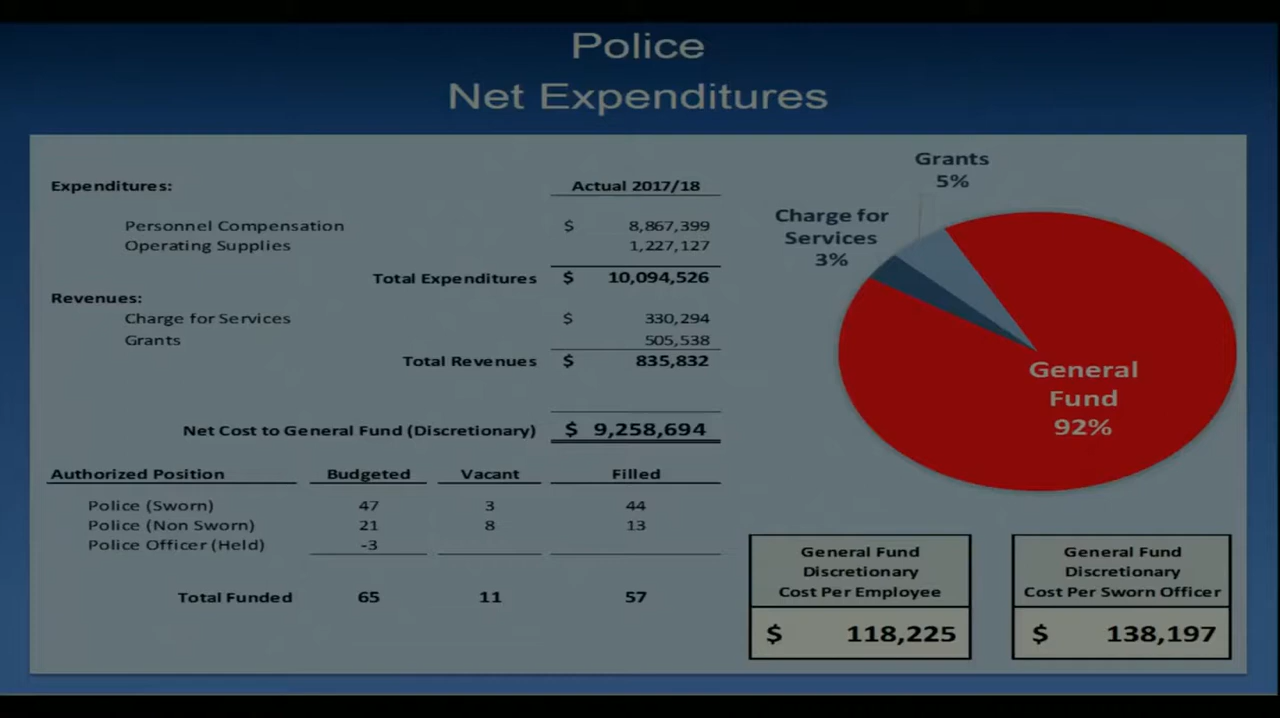 Police
Net Expenditures
Expenditures: Actual 2017/18
Personnel Compensation $ 8,867,399
Operating Supplies 1,227,127
Total Expenditures $ 10,094,526
Revenues:
Charge for Services $ 330,294
Grants 505,538
Total Revenues $ 835,832
Net Cost to General Fund (Discretionary) $ 9,258,694
Authorized Position Budgeted Vacant Filled
Police (Sworn) 47 3 44
Police (Non Sworn) 21 8 13
Police Officer (Held) -3
Total Funded 65 11 57
Grants
5%
Charge for
Services
3%
General
Fund
92%
General Fund
Discretionary
Cost Per Employee
$ 118,225
General Fund
Discretionary
Cost Per Sworn Officer
$ 138,197